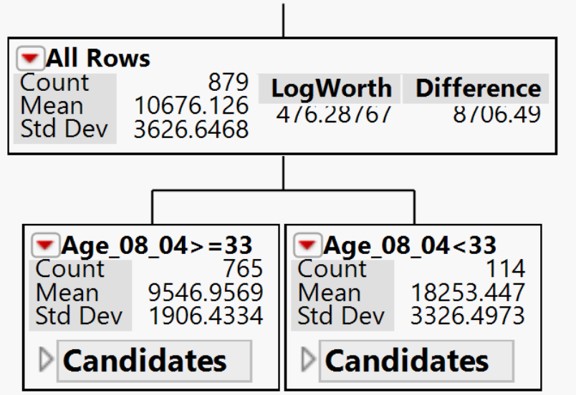 All Rows
Count 879 LogWorth Difference
Mean 10676.126 476.28767 8706.49
Std Dev 3626.6468
Age_08_04>=33 Age_08_04<33
Count 765 Count 114
Mean 9546.9569 Mean 18253.447
Std Dev 1906.4334 Std Dev 3326.4973
Candidates Candidates